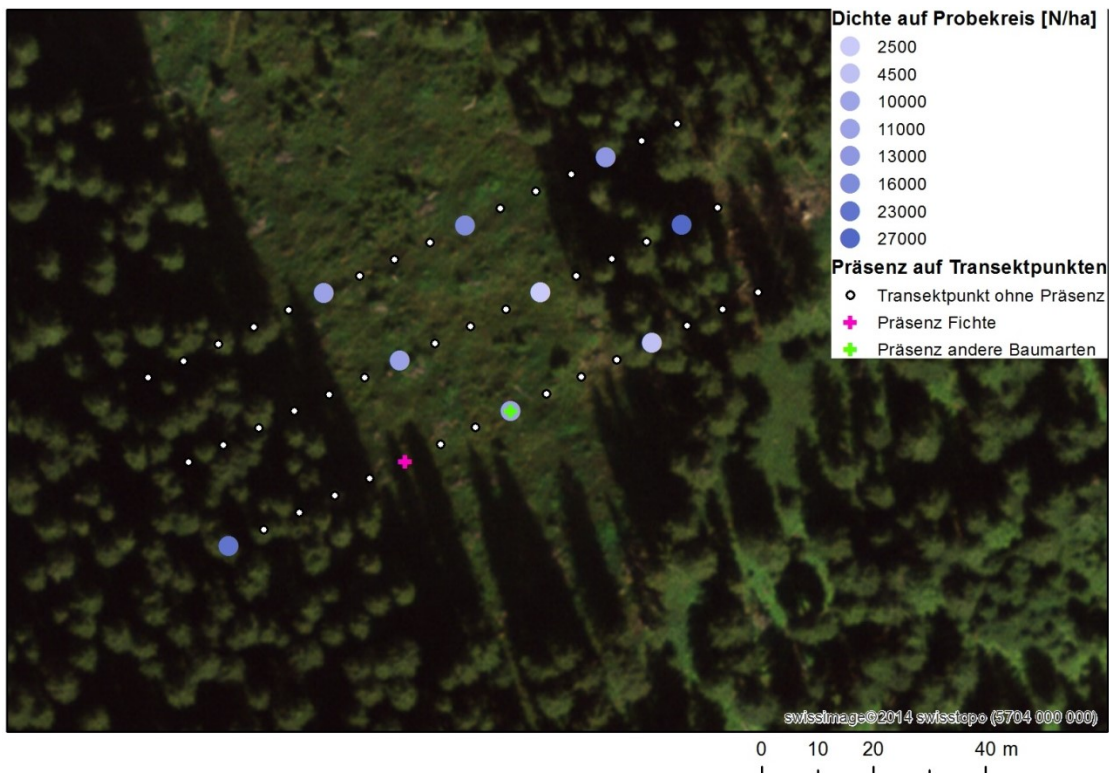 Dichte auf Probekreis [N/ha]
2500
4500
10000
11000
13000
16000
23000
27000
Präsenz auf Transektpunkten
Transektpunkt ohne Präsenz
Präsenz Fichte
Präsenz andere Baumarten
swissimage©2014 swisstopo (5704 000 000)
0 10 20 40 m